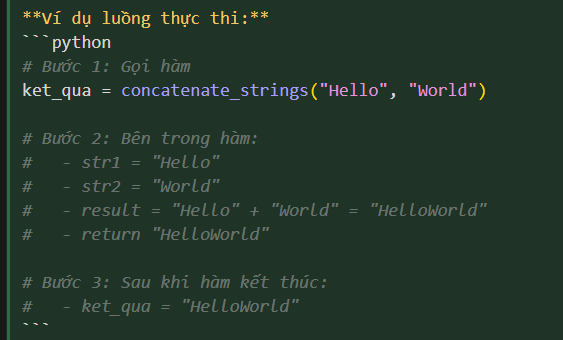 **Ví dụ luồng thực thi:**
```python
# Bước 1: Gọi hàm
ket_qua = concatenate_strings("Hello", "World")
# Bước 2: Bên trong hàm:
#   - str1 = "Hello"
#   - str2 = "World"
#   - result = "Hello" + "World" = "HelloWorld"
#   - return "HelloWorld"
# Bước 3: Sau khi hàm kết thúc:
#   - ket_qua = "HelloWorld"
```